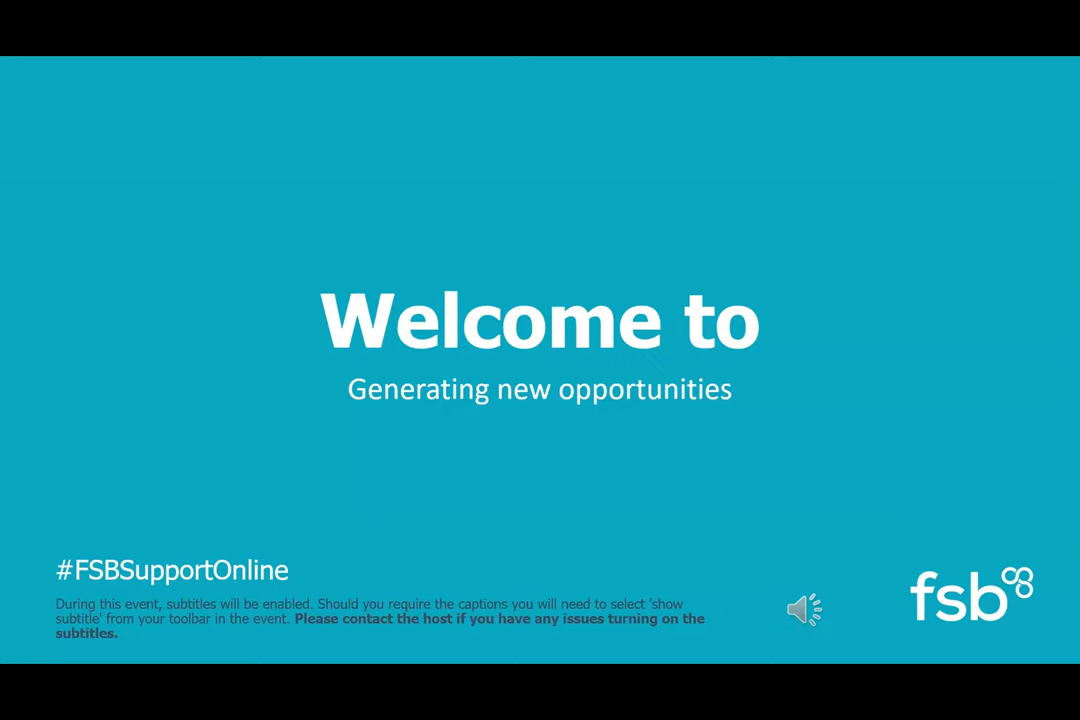 Welcome to
Generating new opportunities
#FSBSupportOnline
During this event, subtitles will be enabled. Should you require the captions you will need to select 'show
subtitle' from your toolbar in the event. Please contact the host if you have any issues turning on the
subtitles.
fsb